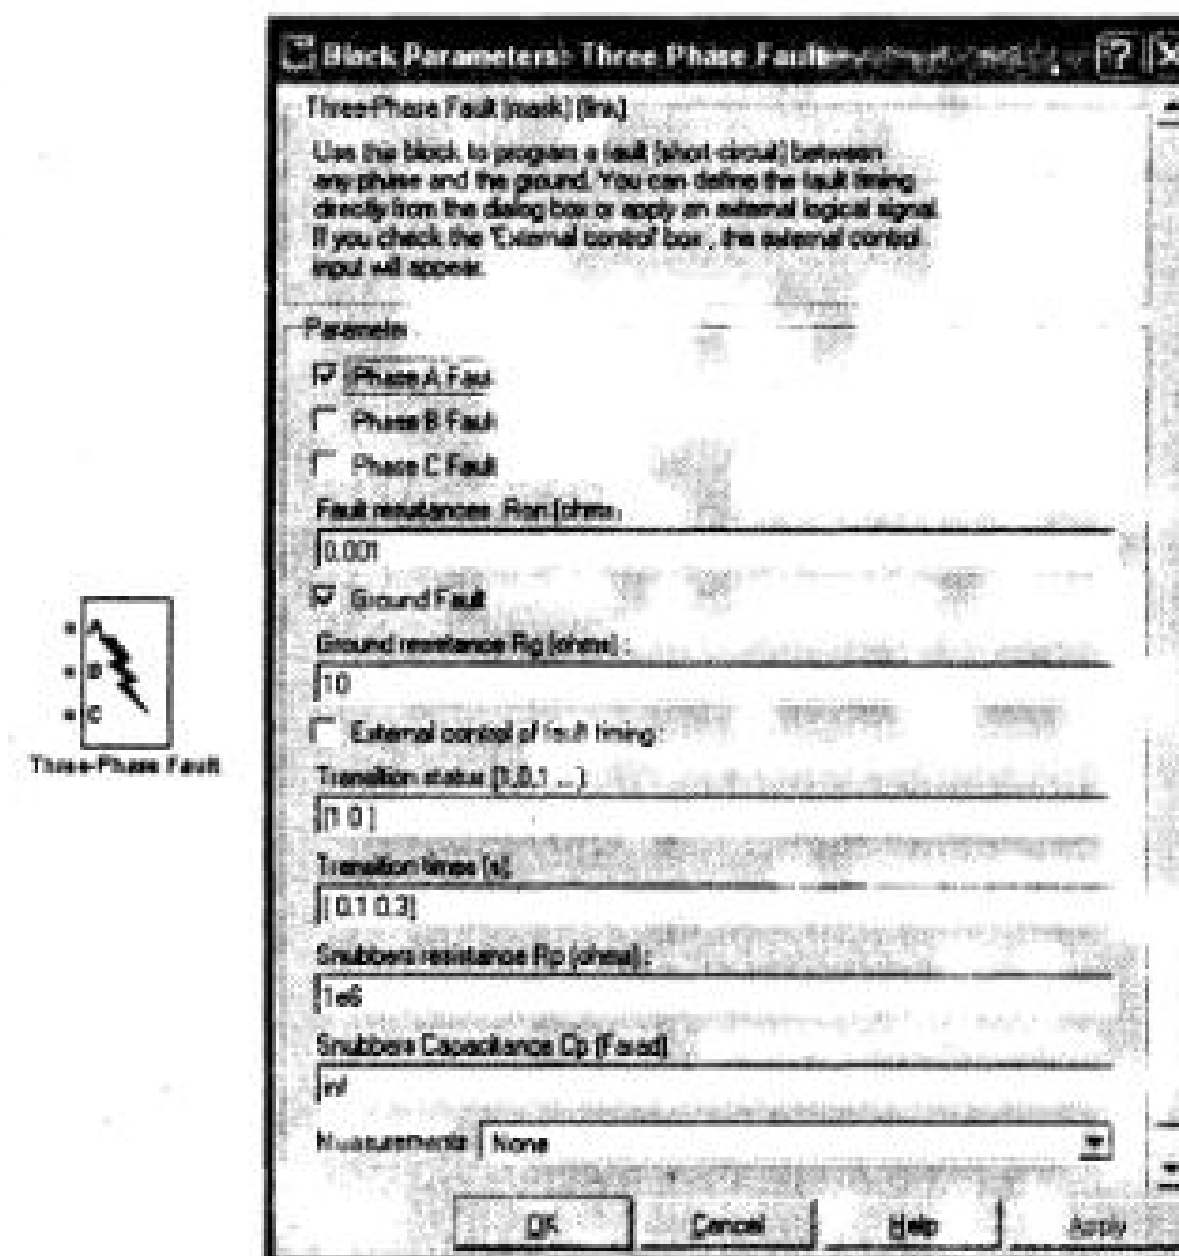 Block Parameters: Three Phase Fault
Three-Phase Fault (mask) (link)
Use this block to program a fault (short-circuit) between
any phase and the ground. You can define the fault timing
directly from the dialog box or apply an external logical signal.
If you check the 'External control' box, the external control
input will appear.
Parameter
Phase A Faul
Phase B Faul
Phase C Fault
Fault resistances Ron (ohms
0.001
Ground Fault
Ground resistance Rg (ohms) :
10
External control of fault timing :
Transition status [1,0,1 ...)
[1 0 ]
Transition times (s)
[ 0.1 0.3]
Snubbers resistance Rp (ohms) :
1e6
Snubbers Capacitance Cp (Farad)
inf
Measurements None
OK Cancel Help Apply
A
B
C
Three-Phase Fault